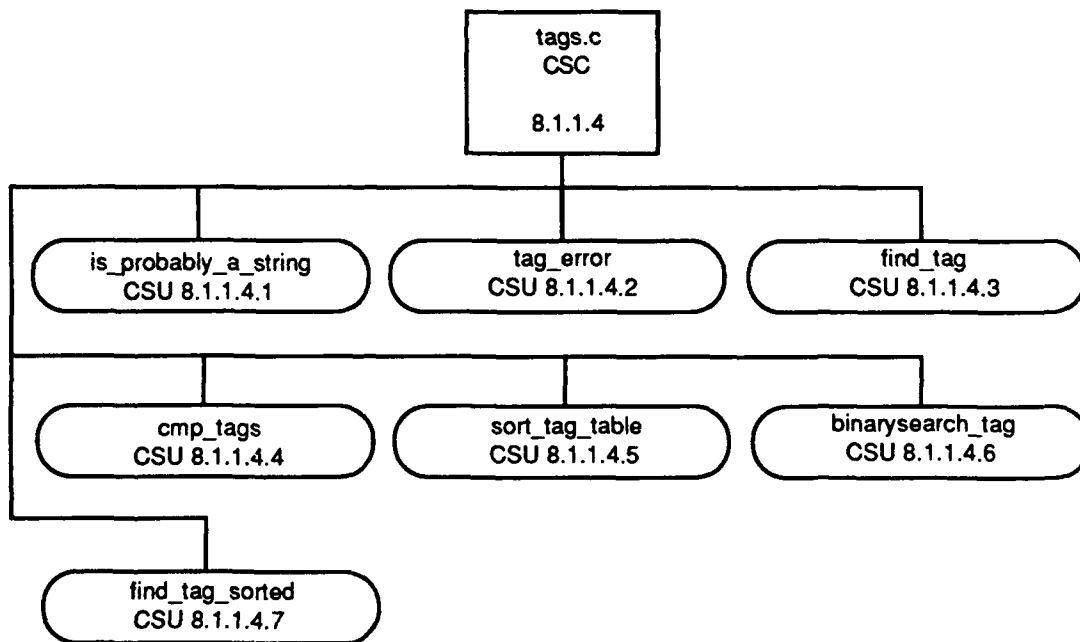 tags.c
CSC
8.1.1.4
is_probably_a_string
CSU 8.1.1.4.1
tag_error
CSU 8.1.1.4.2
find_tag
CSU 8.1.1.4.3
cmp_tags
CSU 8.1.1.4.4
sort_tag_table
CSU 8.1.1.4.5
binarysearch_tag
CSU 8.1.1.4.6
find_tag_sorted
CSU 8.1.1.4.7